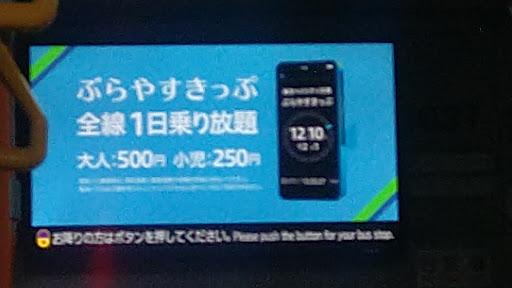 ぶらやすきっぷ
全線1日乗り放題
大人:500円 小児:250円
ぶらやすきっぷ
12 10
お降りの方はボタンを押してください。 Please push the button for your bus stop.